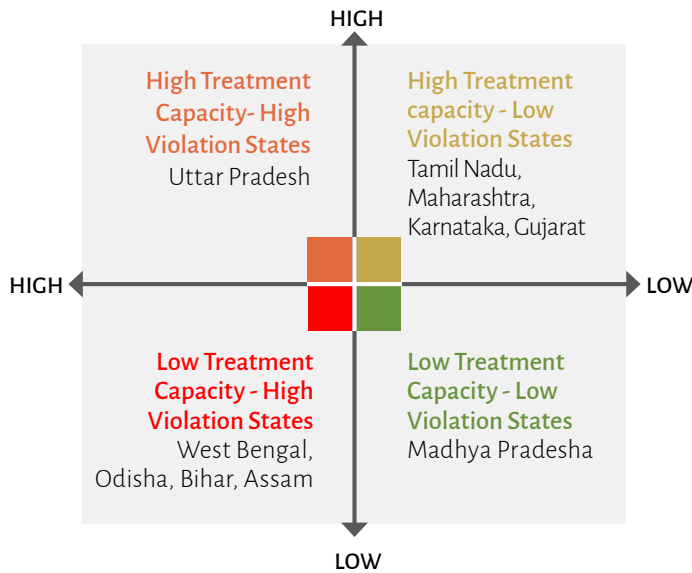 HIGH
High Treatment
Capacity- High
Violation States
Uttar Pradesh
High Treatment
capacity - Low
Violation States
Tamil Nadu,
Maharashtra,
Karnataka, Gujarat
HIGH
LOW
Low Treatment
Capacity - High
Violation States
West Bengal,
Odisha, Bihar, Assam
Low Treatment
Capacity - Low
Violation States
Madhya Pradesha
LOW